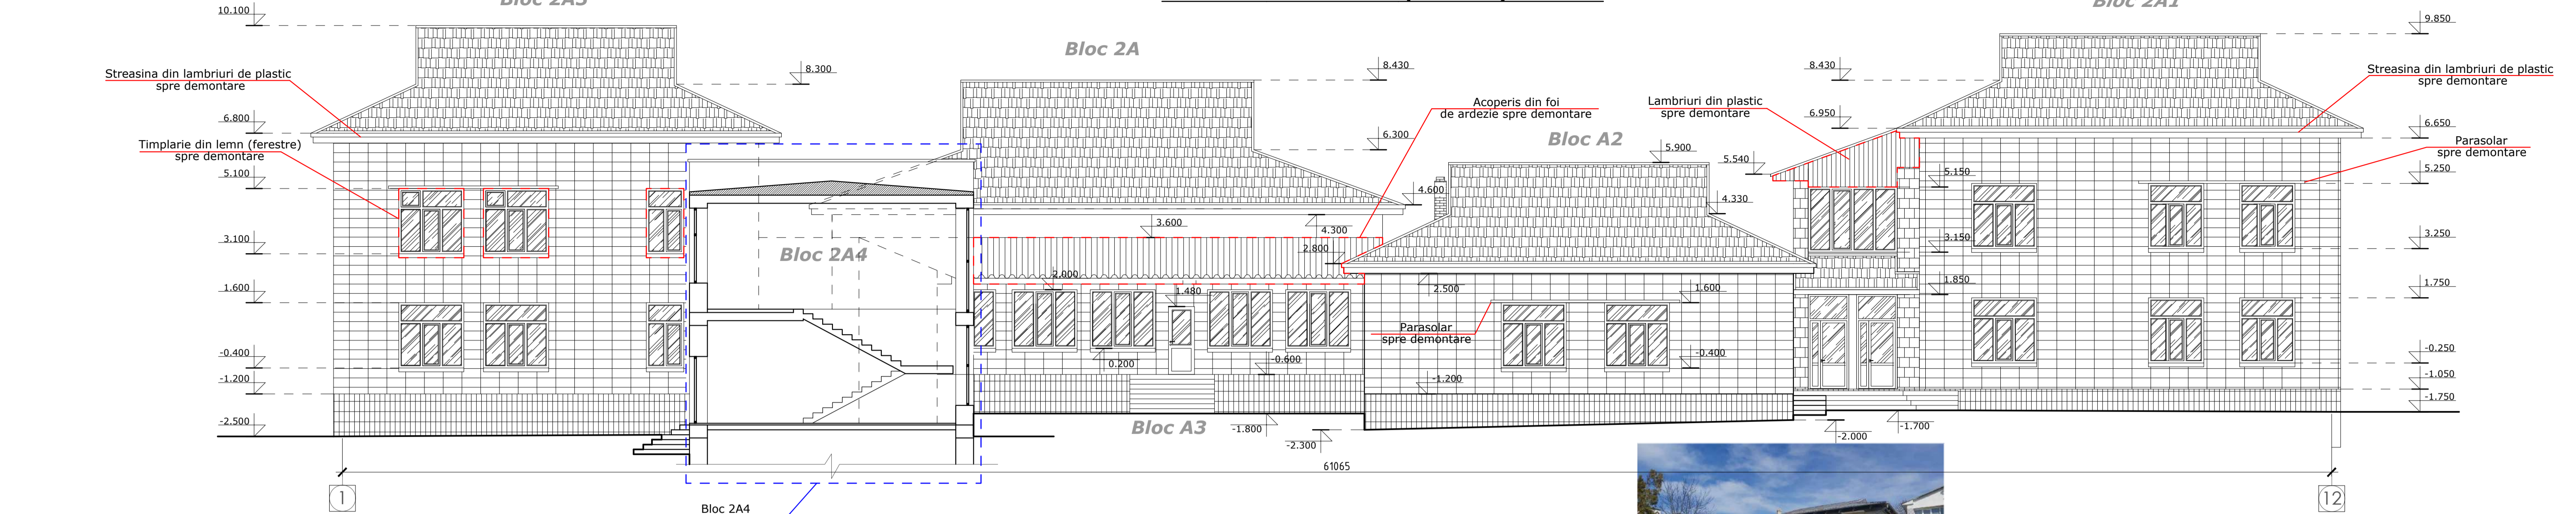 Bloc 2A3
10.100
Streasina din lambriuri de plastic
spre demontare
6.800
Timplarie din lemn (ferestre)
spre demontare
5.100
3.100
1.600
-0.400
-1.200
-2.500
8.300
Bloc 2A
8.430
6.300
4.600
4.300
3.600
2.800
2.000
1.480
0.200
-0.600
-1.800
-2.300
Bloc 2A4
Bloc A3
Acoperis din foi
de ardezie spre demontare
Bloc A2
5.900
4.330
2.500
1.600
-0.400
-1.200
Parasolar
spre demontare
Lambriuri din plastic
spre demontare
5.540
8.430
6.950
5.150
3.150
1.850
-1.700
-2.000
Bloc 2A1
9.850
Streasina din lambriuri de plastic
spre demontare
6.650
Parasolar
spre demontare
5.250
3.250
1.750
-0.250
-1.050
-1.750
61065
1
12
Bloc 2A4